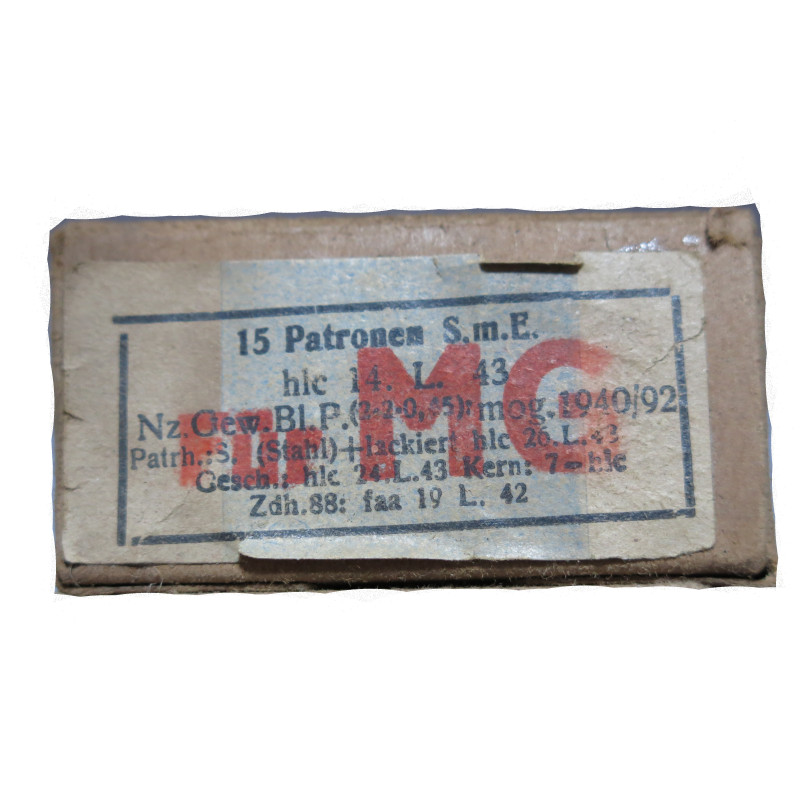 15 Patronen S.m.E.
hlc 14. L. 43
Nz.Gew.Bl.P.(2·2·0,45): mog.1940/92
Patrh.:S. (Stahl)+lackiert hlc 26.L.43
Gesch.: hlc 24.L.43 Kern: 7-hlc
Zdh.88: faa 19 L. 42
Für MG